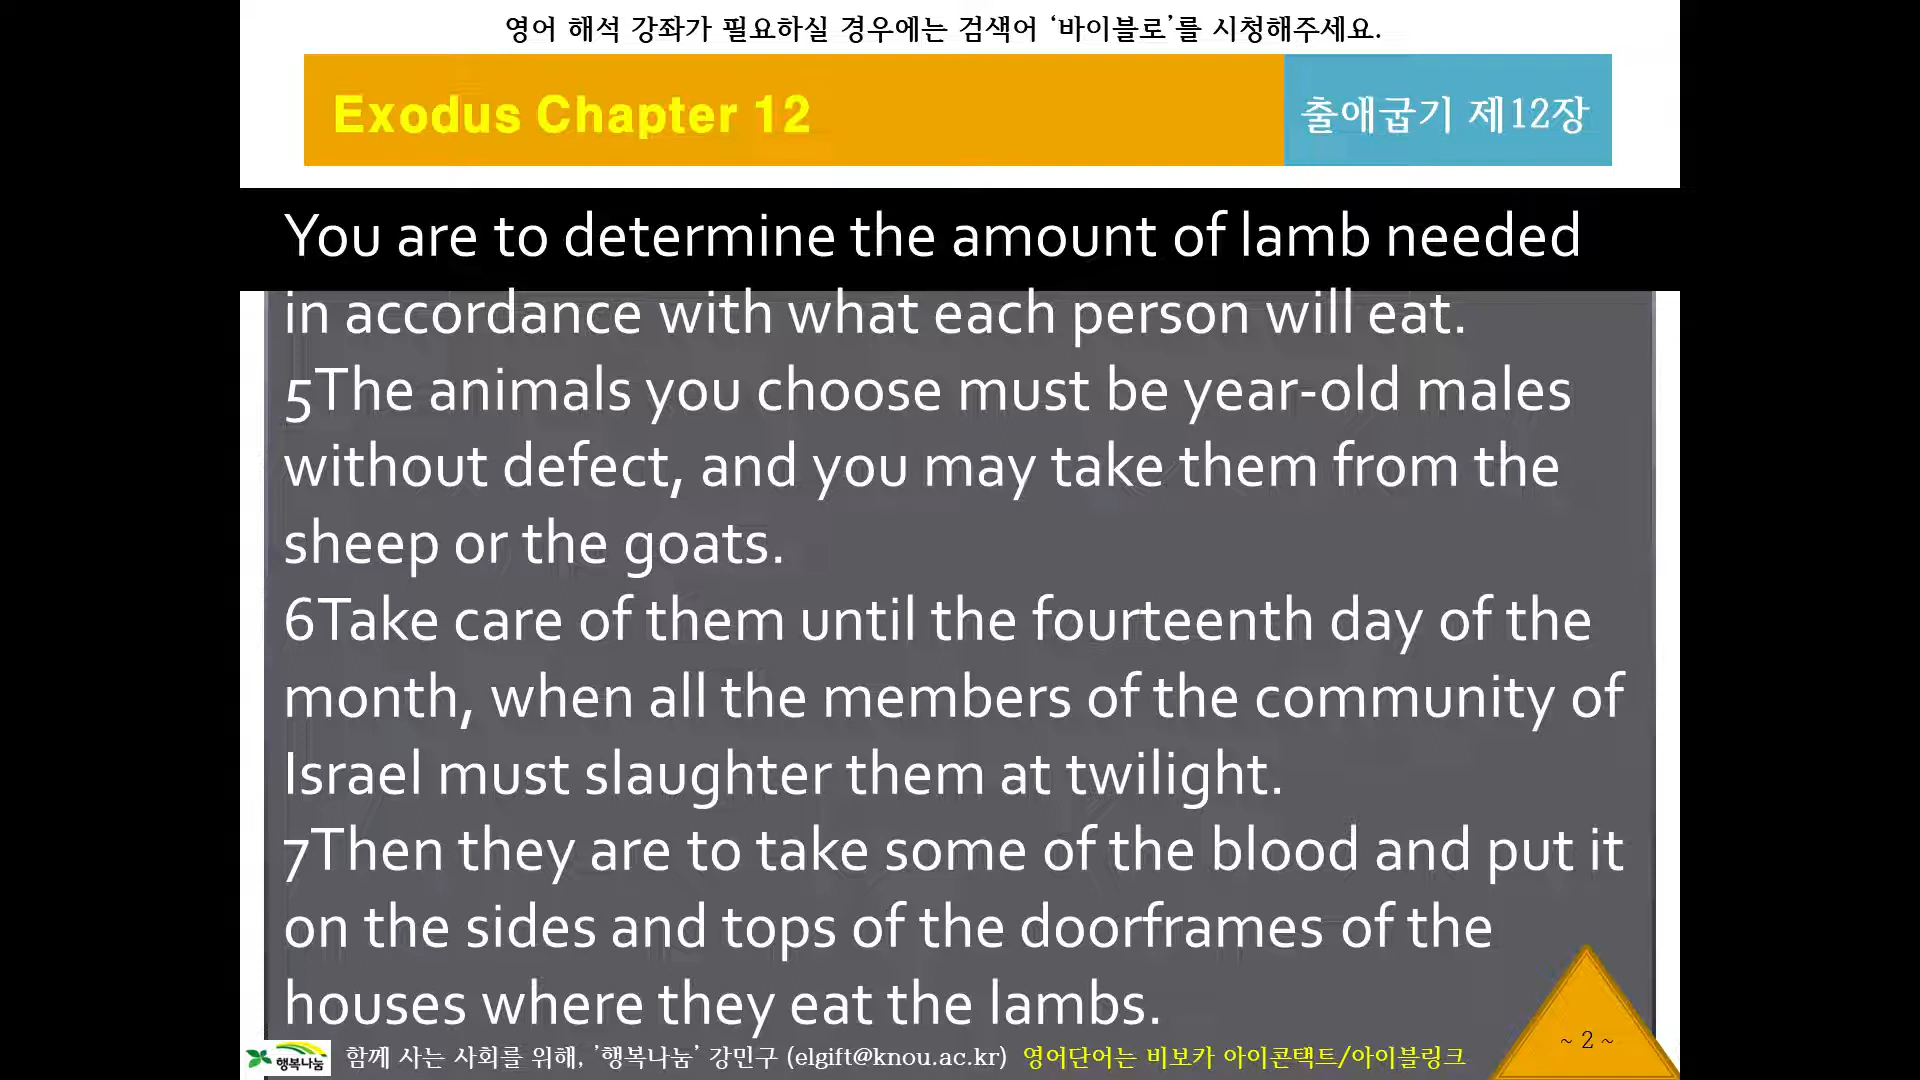 영어 해석 강좌가 필요하실 경우에는 검색어 ‘바이블로’를 시청해주세요.
Exodus Chapter 12
출애굽기 제12장
You are to determine the amount of lamb needed
in accordance with what each person will eat.
5The animals you choose must be year-old males
without defect, and you may take them from the
sheep or the goats.
6Take care of them until the fourteenth day of the
month, when all the members of the community of
Israel must slaughter them at twilight.
7Then they are to take some of the blood and put it
on the sides and tops of the doorframes of the
houses where they eat the lambs.
행복나눔 함께 사는 사회를 위해, ’행복나눔’ 강민구 (elgift@knou.ac.kr) 영어단어는 비보카 아이콘택트/아이블링크
~ 2 ~